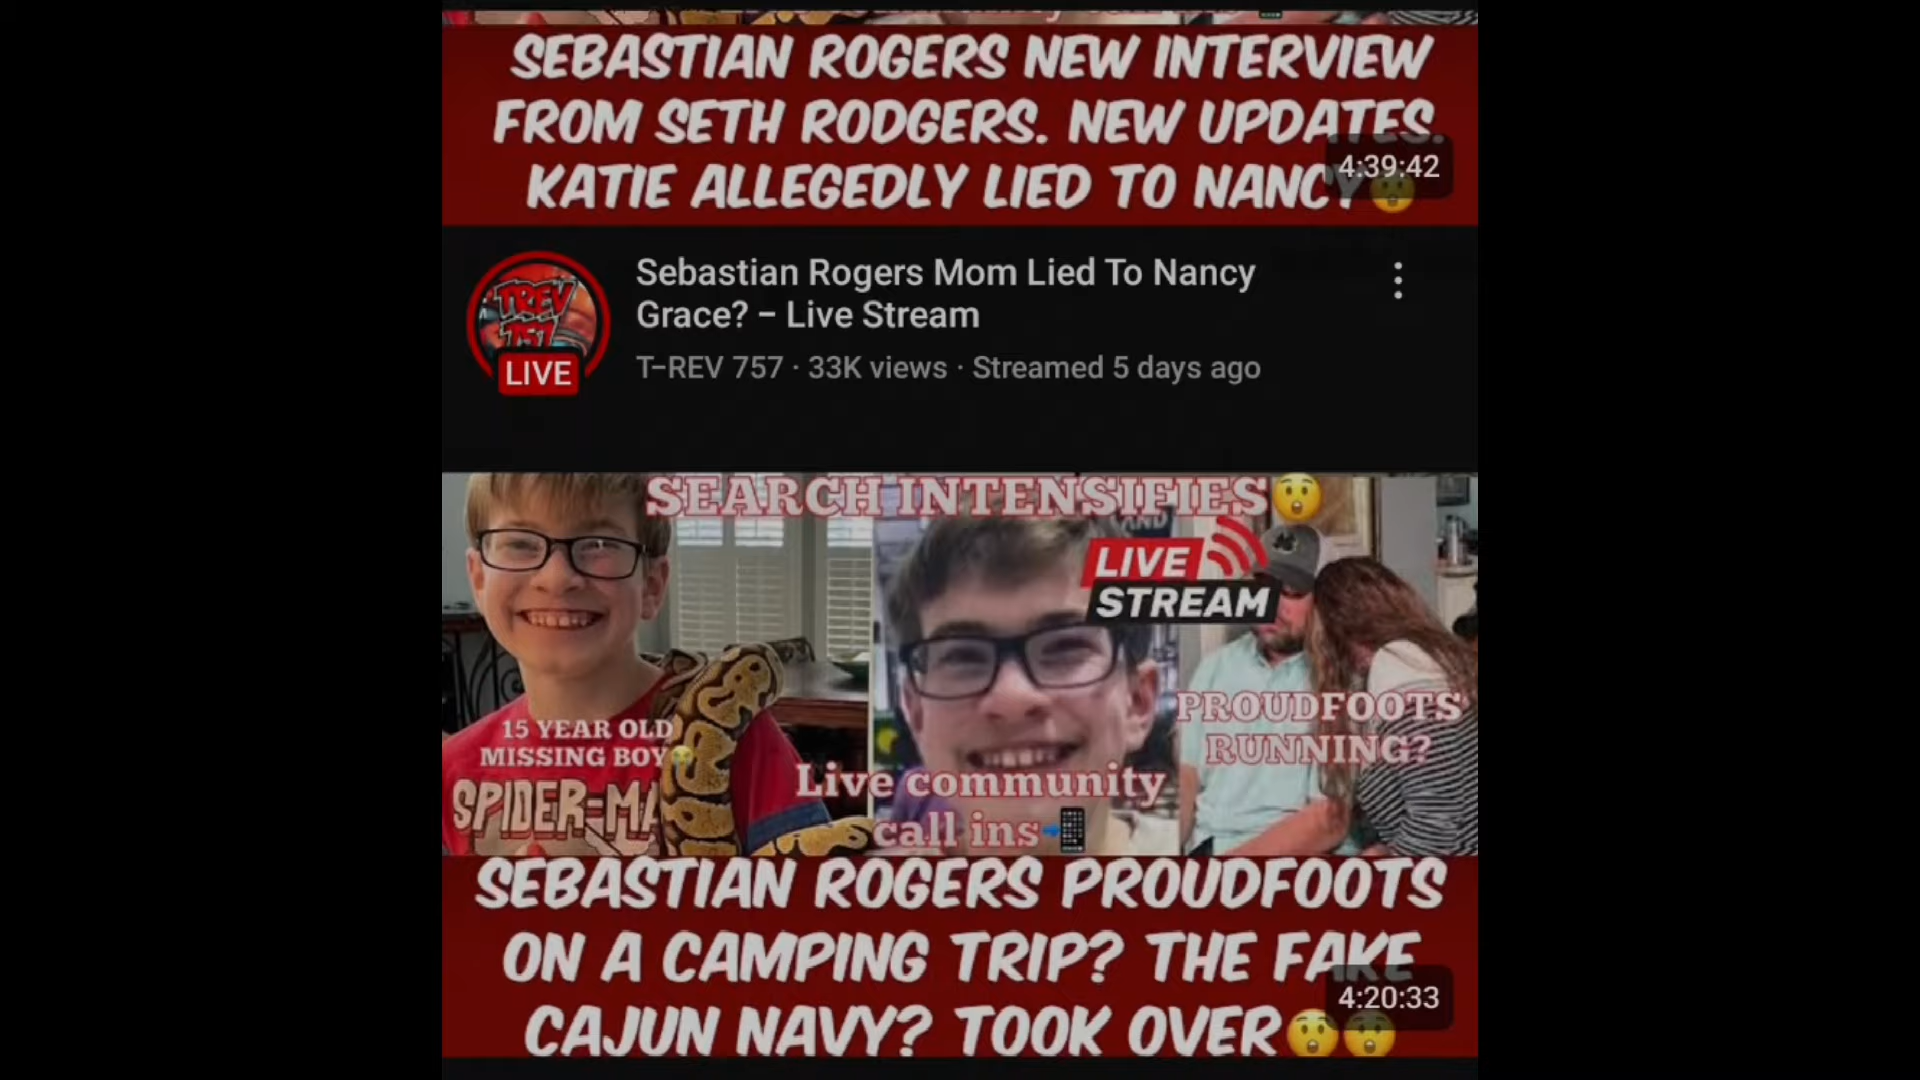 SEBASTIAN ROGERS NEW INTERVIEW
FROM SETH RODGERS. NEW UPDATES.
KATIE ALLEGEDLY LIED TO NANCY😲
4:39:42
Sebastian Rogers Mom Lied To Nancy
Grace? – Live Stream
T-REV 757 · 33K views · Streamed 5 days ago
TREV
757
LIVE
SEARCH INTENSIFIES😲
AND
LIVE
STREAM
15 YEAR OLD
MISSING BOY😭
SPIDER-MA
PROUDFOOTS
RUNNING?
Live community
call ins📲
SEBASTIAN ROGERS PROUDFOOTS
ON A CAMPING TRIP? THE FAKE
CAJUN NAVY? TOOK OVER😲😲
4:20:33